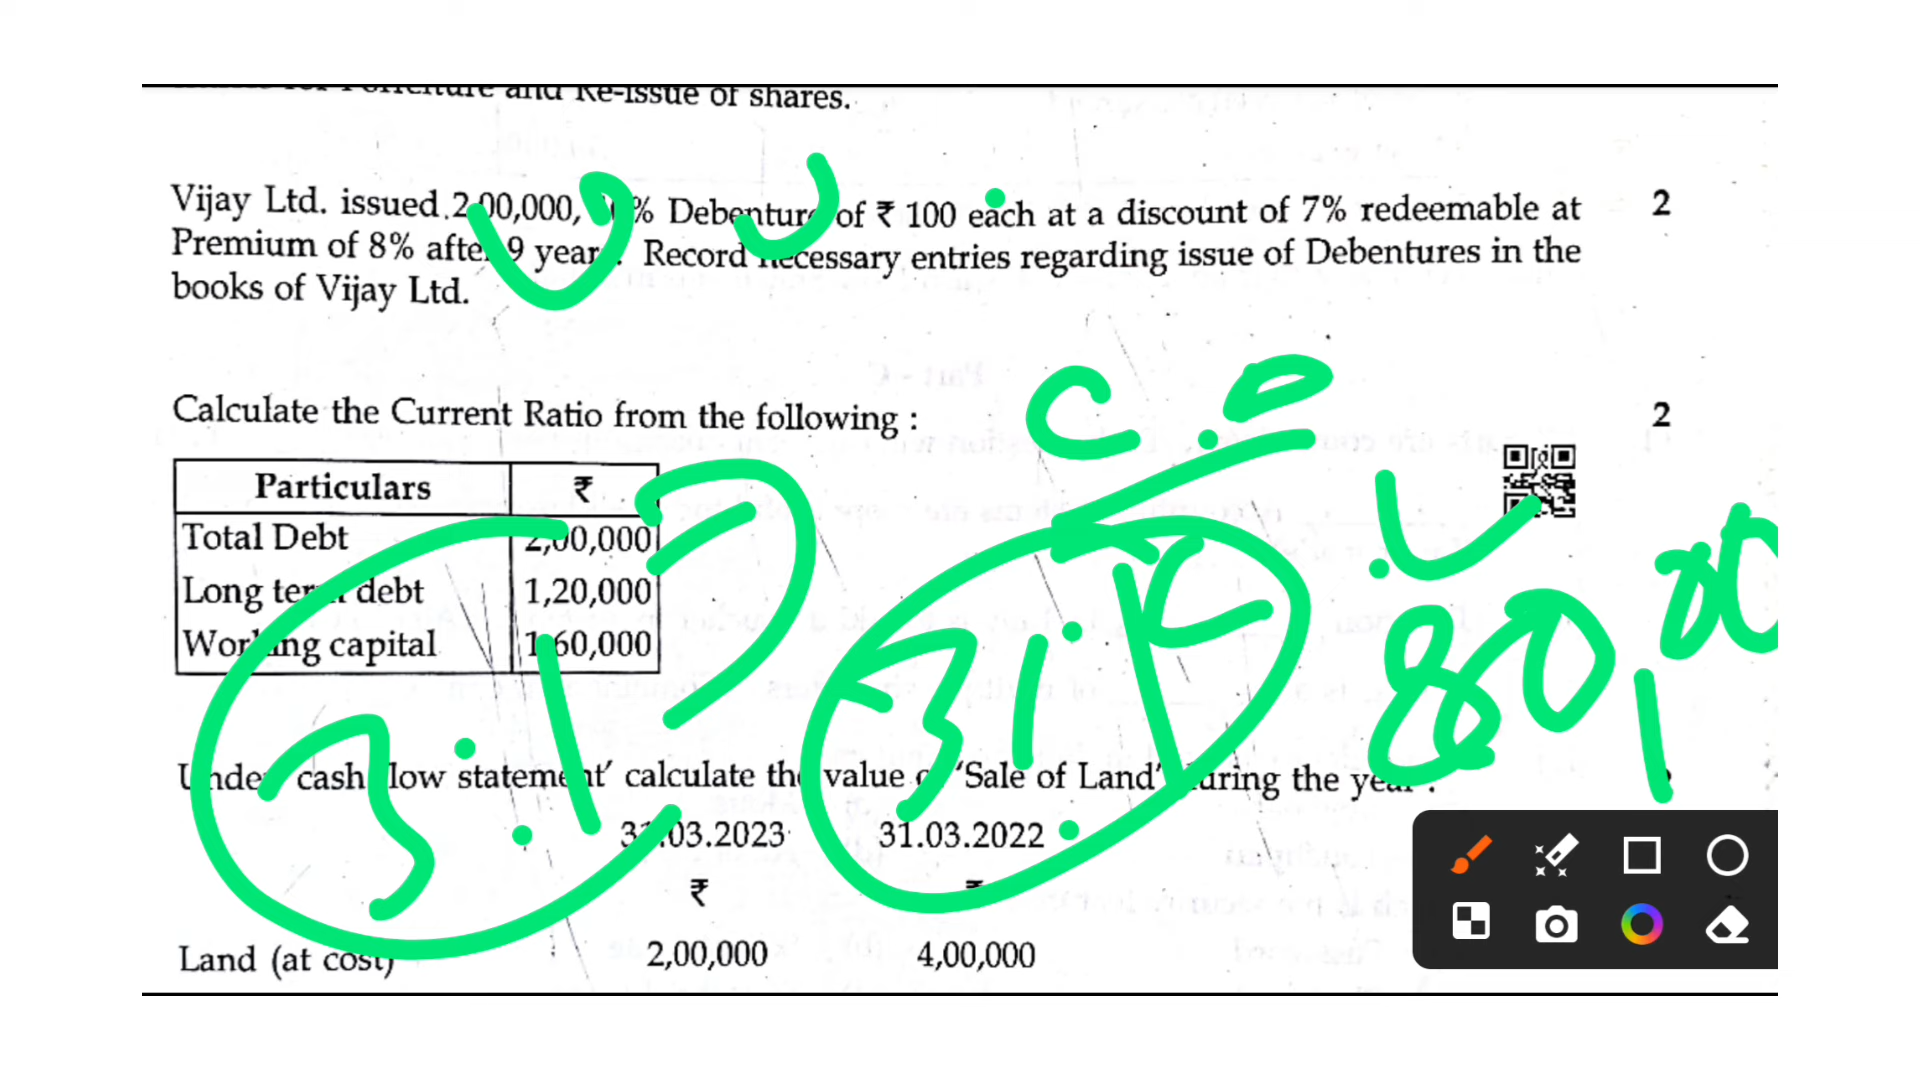 Re-Issue of shares.
Vijay Ltd. issued 2,00,000, % Debenture of ₹ 100 each at a discount of 7% redeemable at 2
Premium of 8% after 9 years. Record necessary entries regarding issue of Debentures in the
books of Vijay Ltd.
C.
Calculate the Current Ratio from the following : 2
Particulars ₹
Total Debt 2,00,000
Long term debt 1,20,000
Working capital 1,60,000
80,
3:1
3:1
Under 'cash flow statement' calculate the value of 'Sale of Land' during the year :
31.03.2023 31.03.2022
₹ ₹
Land (at cost) 2,00,000 4,00,000